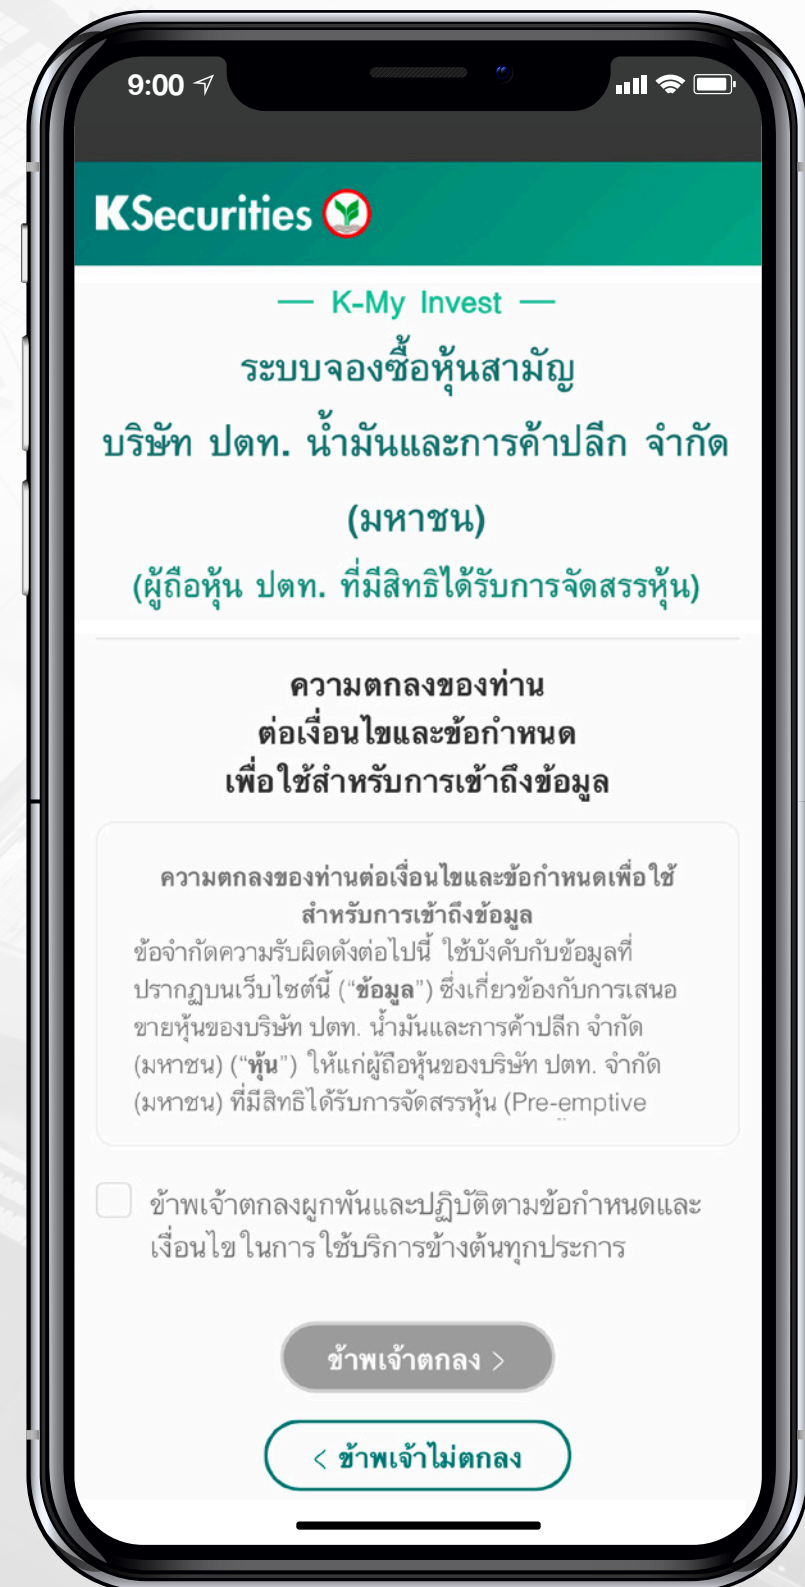 9:00
KSecurities
— K-My Invest —
ระบบจองซื้อหุ้นสามัญ
บริษัท ปตท. น้ำมันและการค้าปลีก จำกัด
(มหาชน)
(ผู้ถือหุ้น ปตท. ที่มีสิทธิได้รับการจัดสรรหุ้น)
ความตกลงของท่าน
ต่อเงื่อนไขและข้อกำหนด
เพื่อใช้สำหรับการเข้าถึงข้อมูล
ความตกลงของท่านต่อเงื่อนไขและข้อกำหนดเพื่อใช้
สำหรับการเข้าถึงข้อมูล
ข้อจำกัดความรับผิดดังต่อไปนี้ ใช้บังคับกับข้อมูลที่
ปรากฏบนเว็บไซต์นี้ (“ข้อมูล”) ซึ่งเกี่ยวข้องกับการเสนอ
ขายหุ้นของบริษัท ปตท. น้ำมันและการค้าปลีก จำกัด
(มหาชน) (“หุ้น”) ให้แก่ผู้ถือหุ้นของบริษัท ปตท. จำกัด
(มหาชน) ที่มีสิทธิได้รับการจัดสรรหุ้น (Pre-emptive
ข้าพเจ้าตกลงผูกพันและปฏิบัติตามข้อกำหนดและ
เงื่อนไขในการใช้บริการข้างต้นทุกประการ
ข้าพเจ้าตกลง >
< ข้าพเจ้าไม่ตกลง